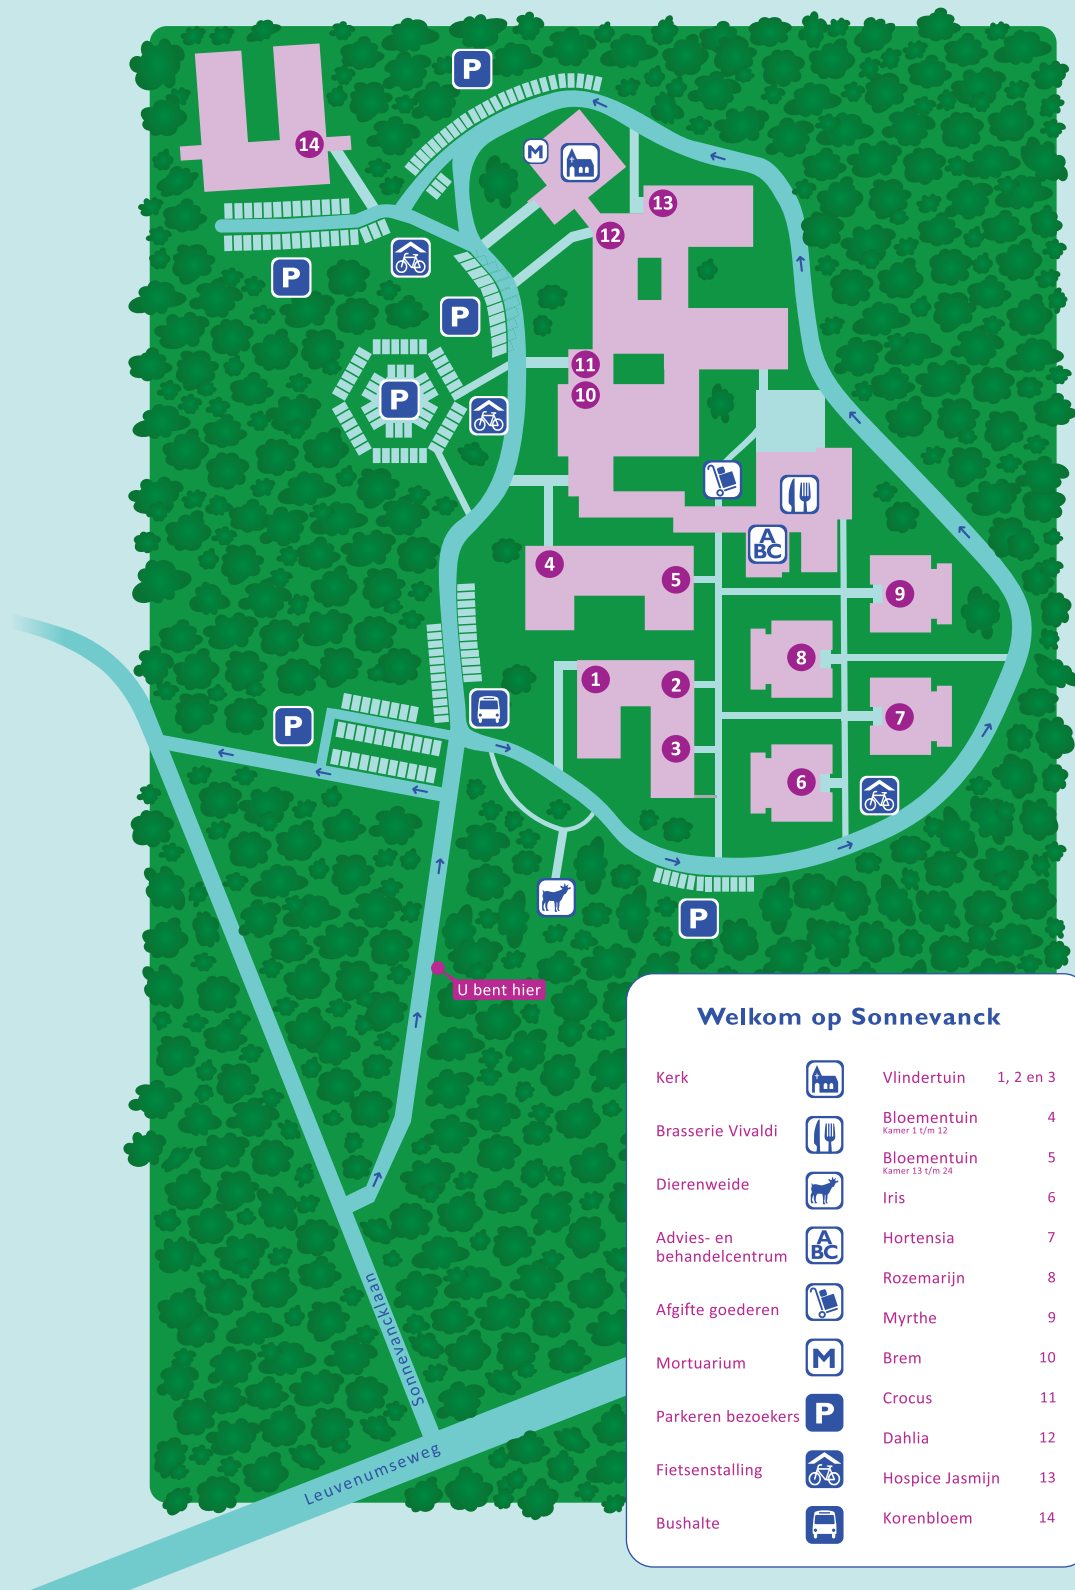 P
14
M
13
12
P
P
11
10
P
A
BC
4
5
9
8
1
2
7
3
6
P
P
U bent hier
Sonnevancklaan
Leuvenumseweg
Welkom op Sonnevanck
Kerk
Brasserie Vivaldi
Dierenweide
Advies- en
behandelcentrum
A
BC
Afgifte goederen
Mortuarium
M
Parkeren bezoekers
P
Fietsenstalling
Bushalte
Vlindertuin 1, 2 en 3
Bloementuin 4
Kamer 1 t/m 12
Bloementuin 5
Kamer 13 t/m 24
Iris 6
Hortensia 7
Rozemarijn 8
Myrthe 9
Brem 10
Crocus 11
Dahlia 12
Hospice Jasmijn 13
Korenbloem 14